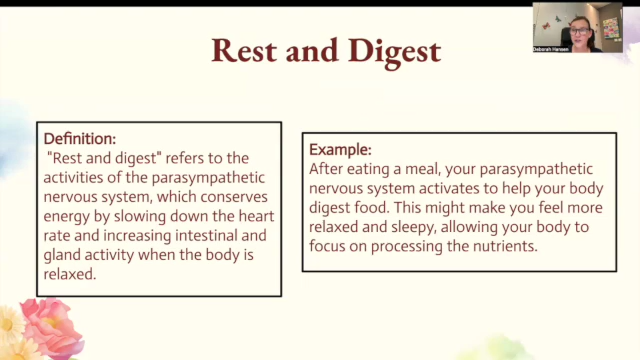 Rest and Digest
Deborah Hansen
Definition:
"Rest and digest" refers to the
activities of the parasympathetic
nervous system, which conserves
energy by slowing down the heart
rate and increasing intestinal and
gland activity when the body is
relaxed.
Example:
After eating a meal, your parasympathetic
nervous system activates to help your body
digest food. This might make you feel more
relaxed and sleepy, allowing your body to
focus on processing the nutrients.